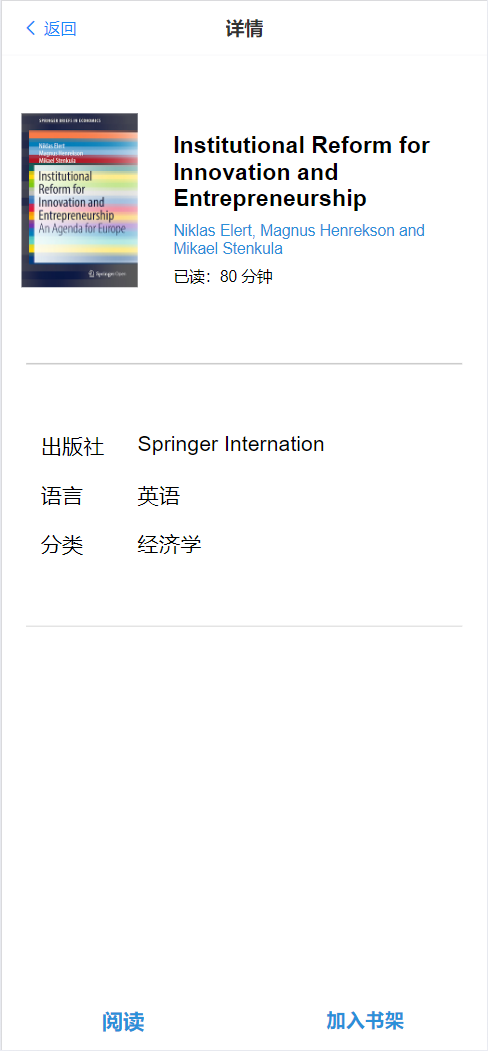 返回
详情
SPRINGER BRIEFS IN ECONOMICS
Niklas Elert
Magnus Henrekson
Mikael Stenkula
Institutional
Reform for
Innovation and
Entrepreneurship
An Agenda for Europe
Springer Open
Institutional Reform for
Innovation and
Entrepreneurship
Niklas Elert, Magnus Henrekson and
Mikael Stenkula
已读：80 分钟
出版社 Springer Internation
语言 英语
分类 经济学
阅读 加入书架